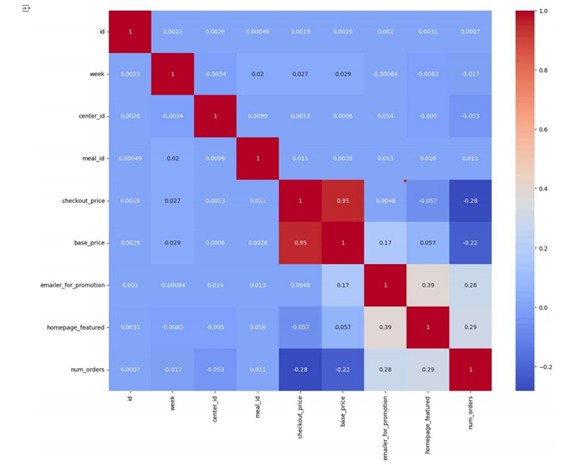 id 1 0.0022 0.0026 0.00049 0.0019 0.0029 0.002 0.0031 0.0007
week 0.0022 1 -0.0034 0.02 0.027 0.029 -0.00084 -0.0083 -0.017
center_id 0.0026 -0.0034 1 0.0099 0.0013 0.0006 0.014 -0.005 -0.053
meal_id 0.00049 0.02 0.0099 1 0.011 0.0026 0.013 0.016 0.011
checkout_price 0.0019 0.027 0.0013 0.011 1 0.95 0.0048 -0.057 -0.28
base_price 0.0029 0.029 0.0006 0.0026 0.95 1 0.17 0.057 -0.22
emailer_for_promotion 0.002 -0.00084 0.014 0.013 0.0048 0.17 1 0.39 0.28
homepage_featured 0.0031 -0.0083 -0.005 0.016 -0.057 0.057 0.39 1 0.29
num_orders 0.0007 -0.017 -0.053 0.011 -0.28 -0.22 0.28 0.29 1
id
week
center_id
meal_id
checkout_price
base_price
emailer_for_promotion
homepage_featured
num_orders
1.0
0.8
0.6
0.4
0.2
0.0
-0.2